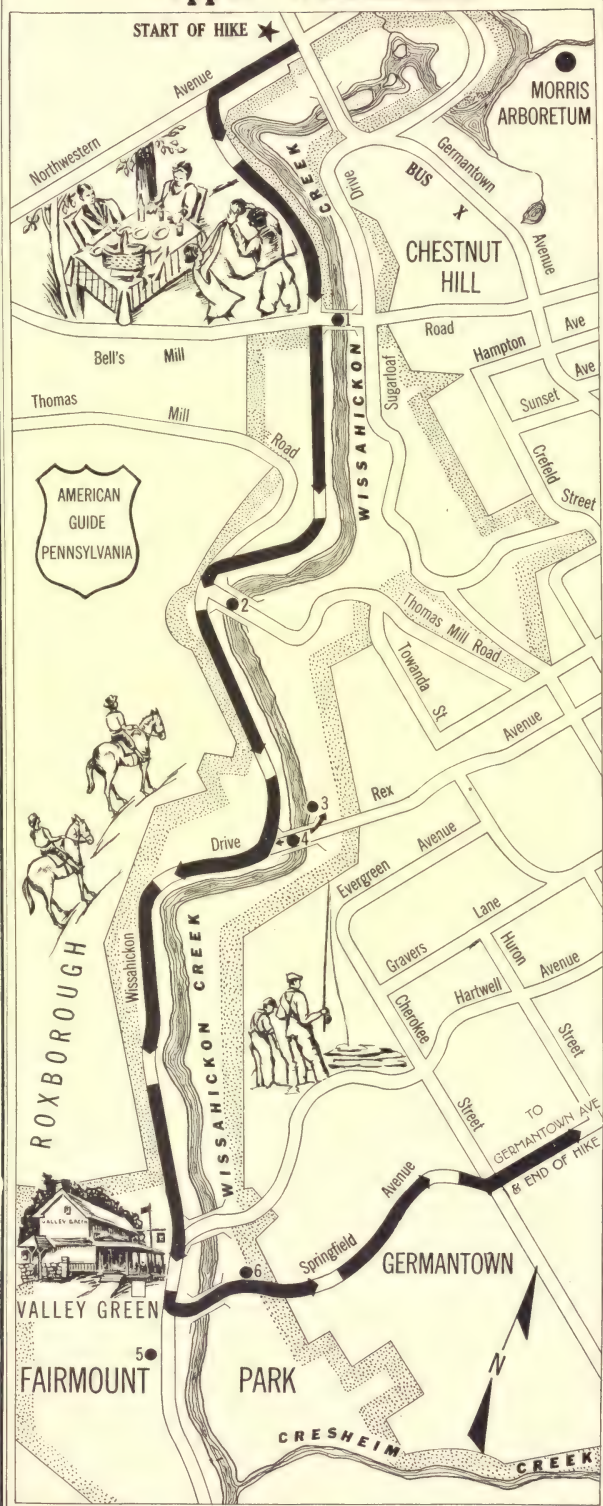 START OF HIKE
Northwestern Avenue
MORRIS
ARBORETUM
CREEK
Drive
BUS
X
Germantown
Avenue
CHESTNUT
HILL
1
Bell's Mill Road
Hampton Ave
Sunset Ave
Crefeld
Street
Sugarloaf
WISSAHICKON
Thomas Mill Road
AMERICAN
GUIDE
PENNSYLVANIA
2
Thomas Mill Road
Towanda
St.
3
Rex Avenue
4
Drive
Evergreen Avenue
Gravers Lane
Huron
Hartwell Avenue
Cherokee
Street
Street
Wissahickon
WISSAHICKON CREEK
ROXBOROUGH
TO
GERMANTOWN AVE
& END OF HIKE
VALLEY GREEN
Springfield Avenue
GERMANTOWN
6
VALLEY GREEN
5
FAIRMOUNT PARK
N
CRESHEIM CREEK